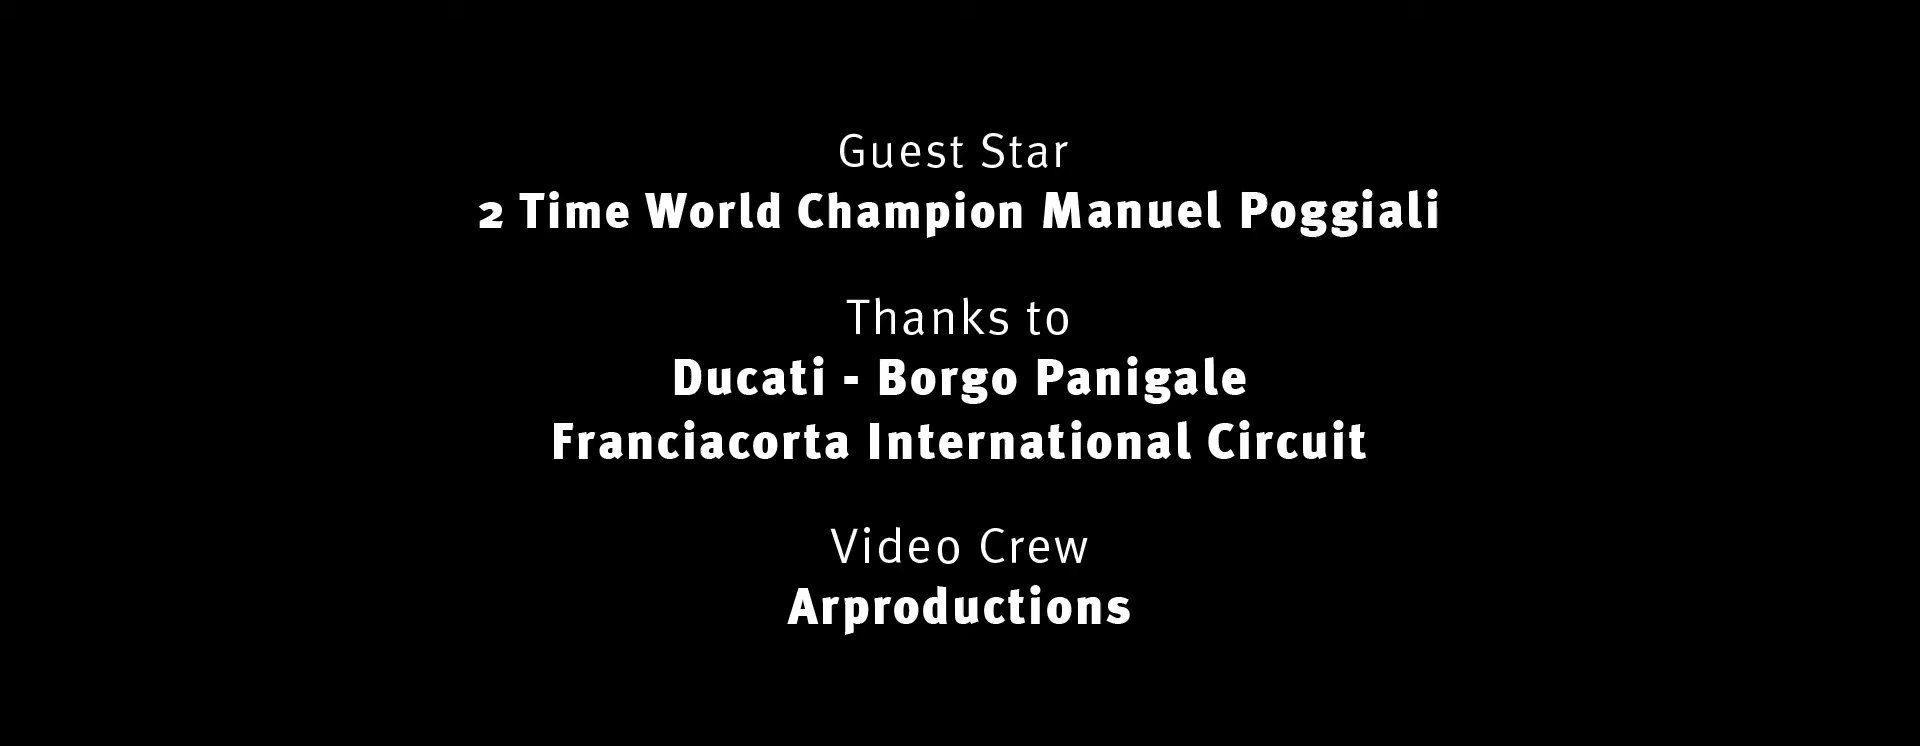 Guest Star
2 Time World Champion Manuel Poggiali
Thanks to
Ducati - Borgo Panigale
Franciacorta International Circuit
Video Crew
Arproductions